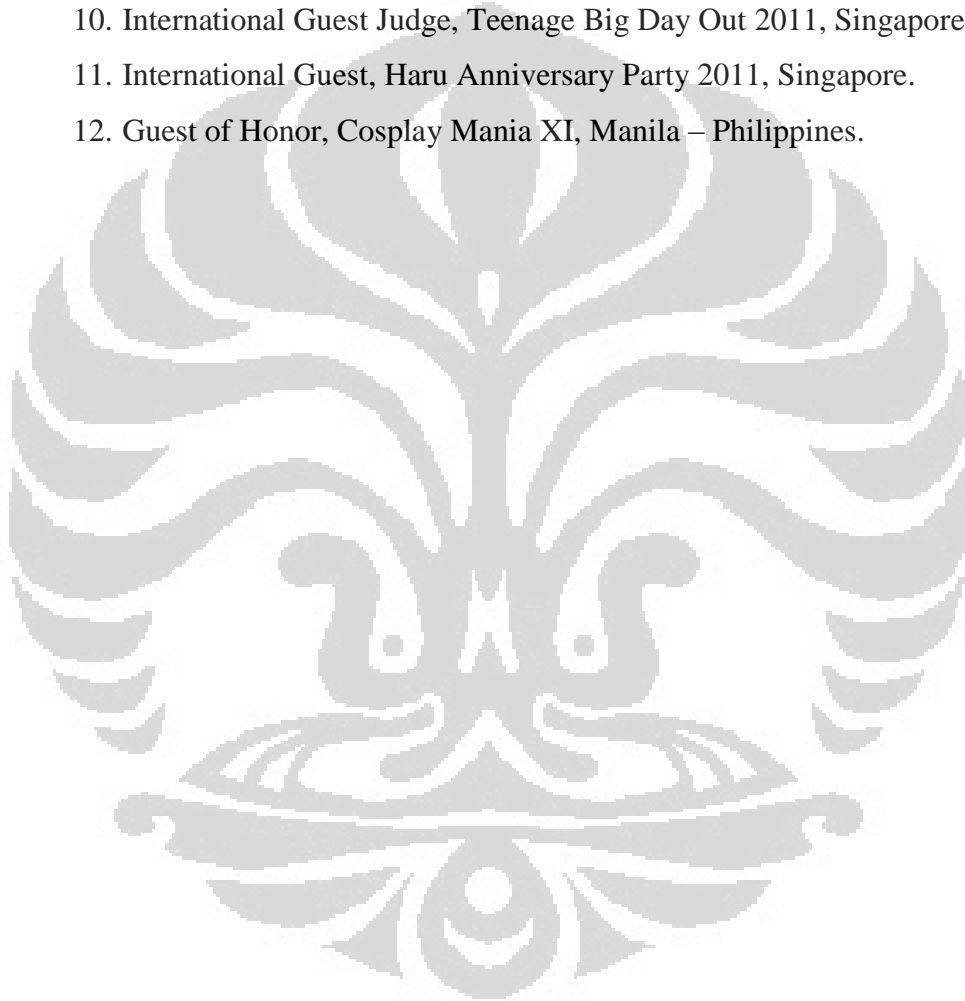 10. International Guest Judge, Teenage Big Day Out 2011, Singapore
11. International Guest, Haru Anniversary Party 2011, Singapore.
12. Guest of Honor, Cosplay Mania XI, Manila – Philippines.